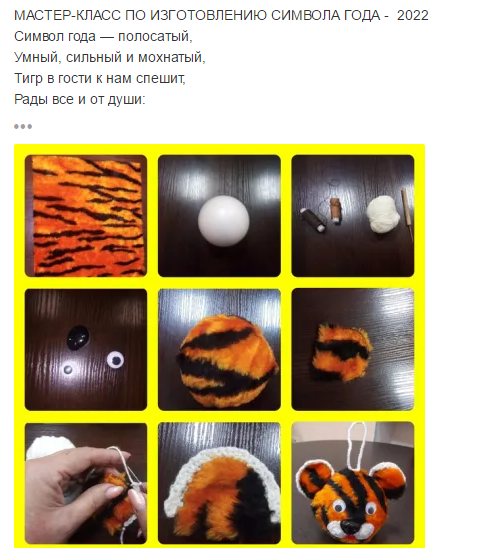 МАСТЕР-КЛАСС ПО ИЗГОТОВЛЕНИЮ СИМВОЛА ГОДА - 2022
Символ года — полосатый,
Умный, сильный и мохнатый,
Тигр в гости к нам спешит,
Рады все и от души:
•••